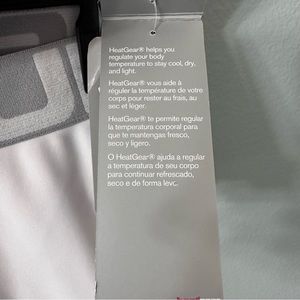 HeatGear® helps you
regulate your body
temperature to stay cool, dry,
and light.
HeatGear® vous aide à
réguler la température de votre
corps pour rester au frais, au
sec et léger.
HeatGear® te permite regular
la temperatura corporal para
que te mantengas fresco,
seco y ligero.
O HeatGear® ajuda a regular
a temperatura de seu corpo
para continuar refrescado,
seco e de forma leve.